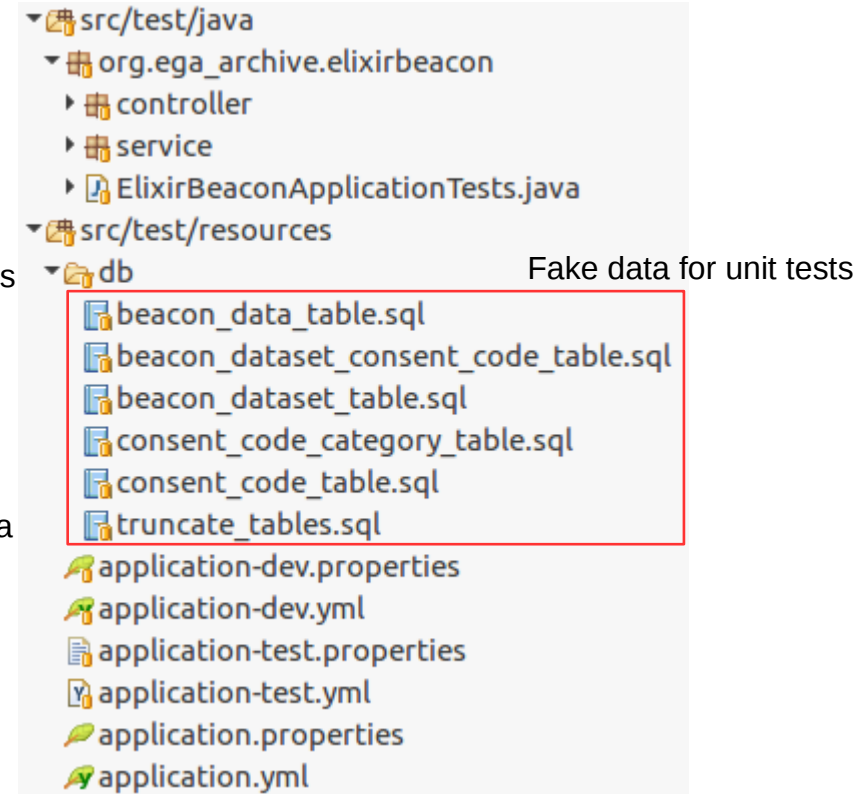 src/test/java
org.ega_archive.elixirbeacon
controller
service
ElixirBeaconApplicationTests.java
src/test/resources
s
db
Fake data for unit tests
beacon_data_table.sql
beacon_dataset_consent_code_table.sql
beacon_dataset_table.sql
consent_code_category_table.sql
consent_code_table.sql
a
truncate_tables.sql
application-dev.properties
application-dev.yml
application-test.properties
application-test.yml
application.properties
application.yml